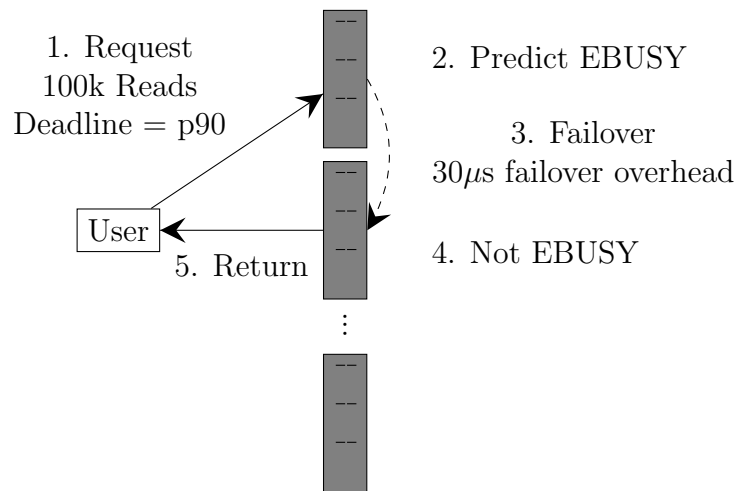 1. Request
100k Reads
Deadline = p90
2. Predict EBUSY
3. Failover
30μs failover overhead
User
5. Return
4. Not EBUSY